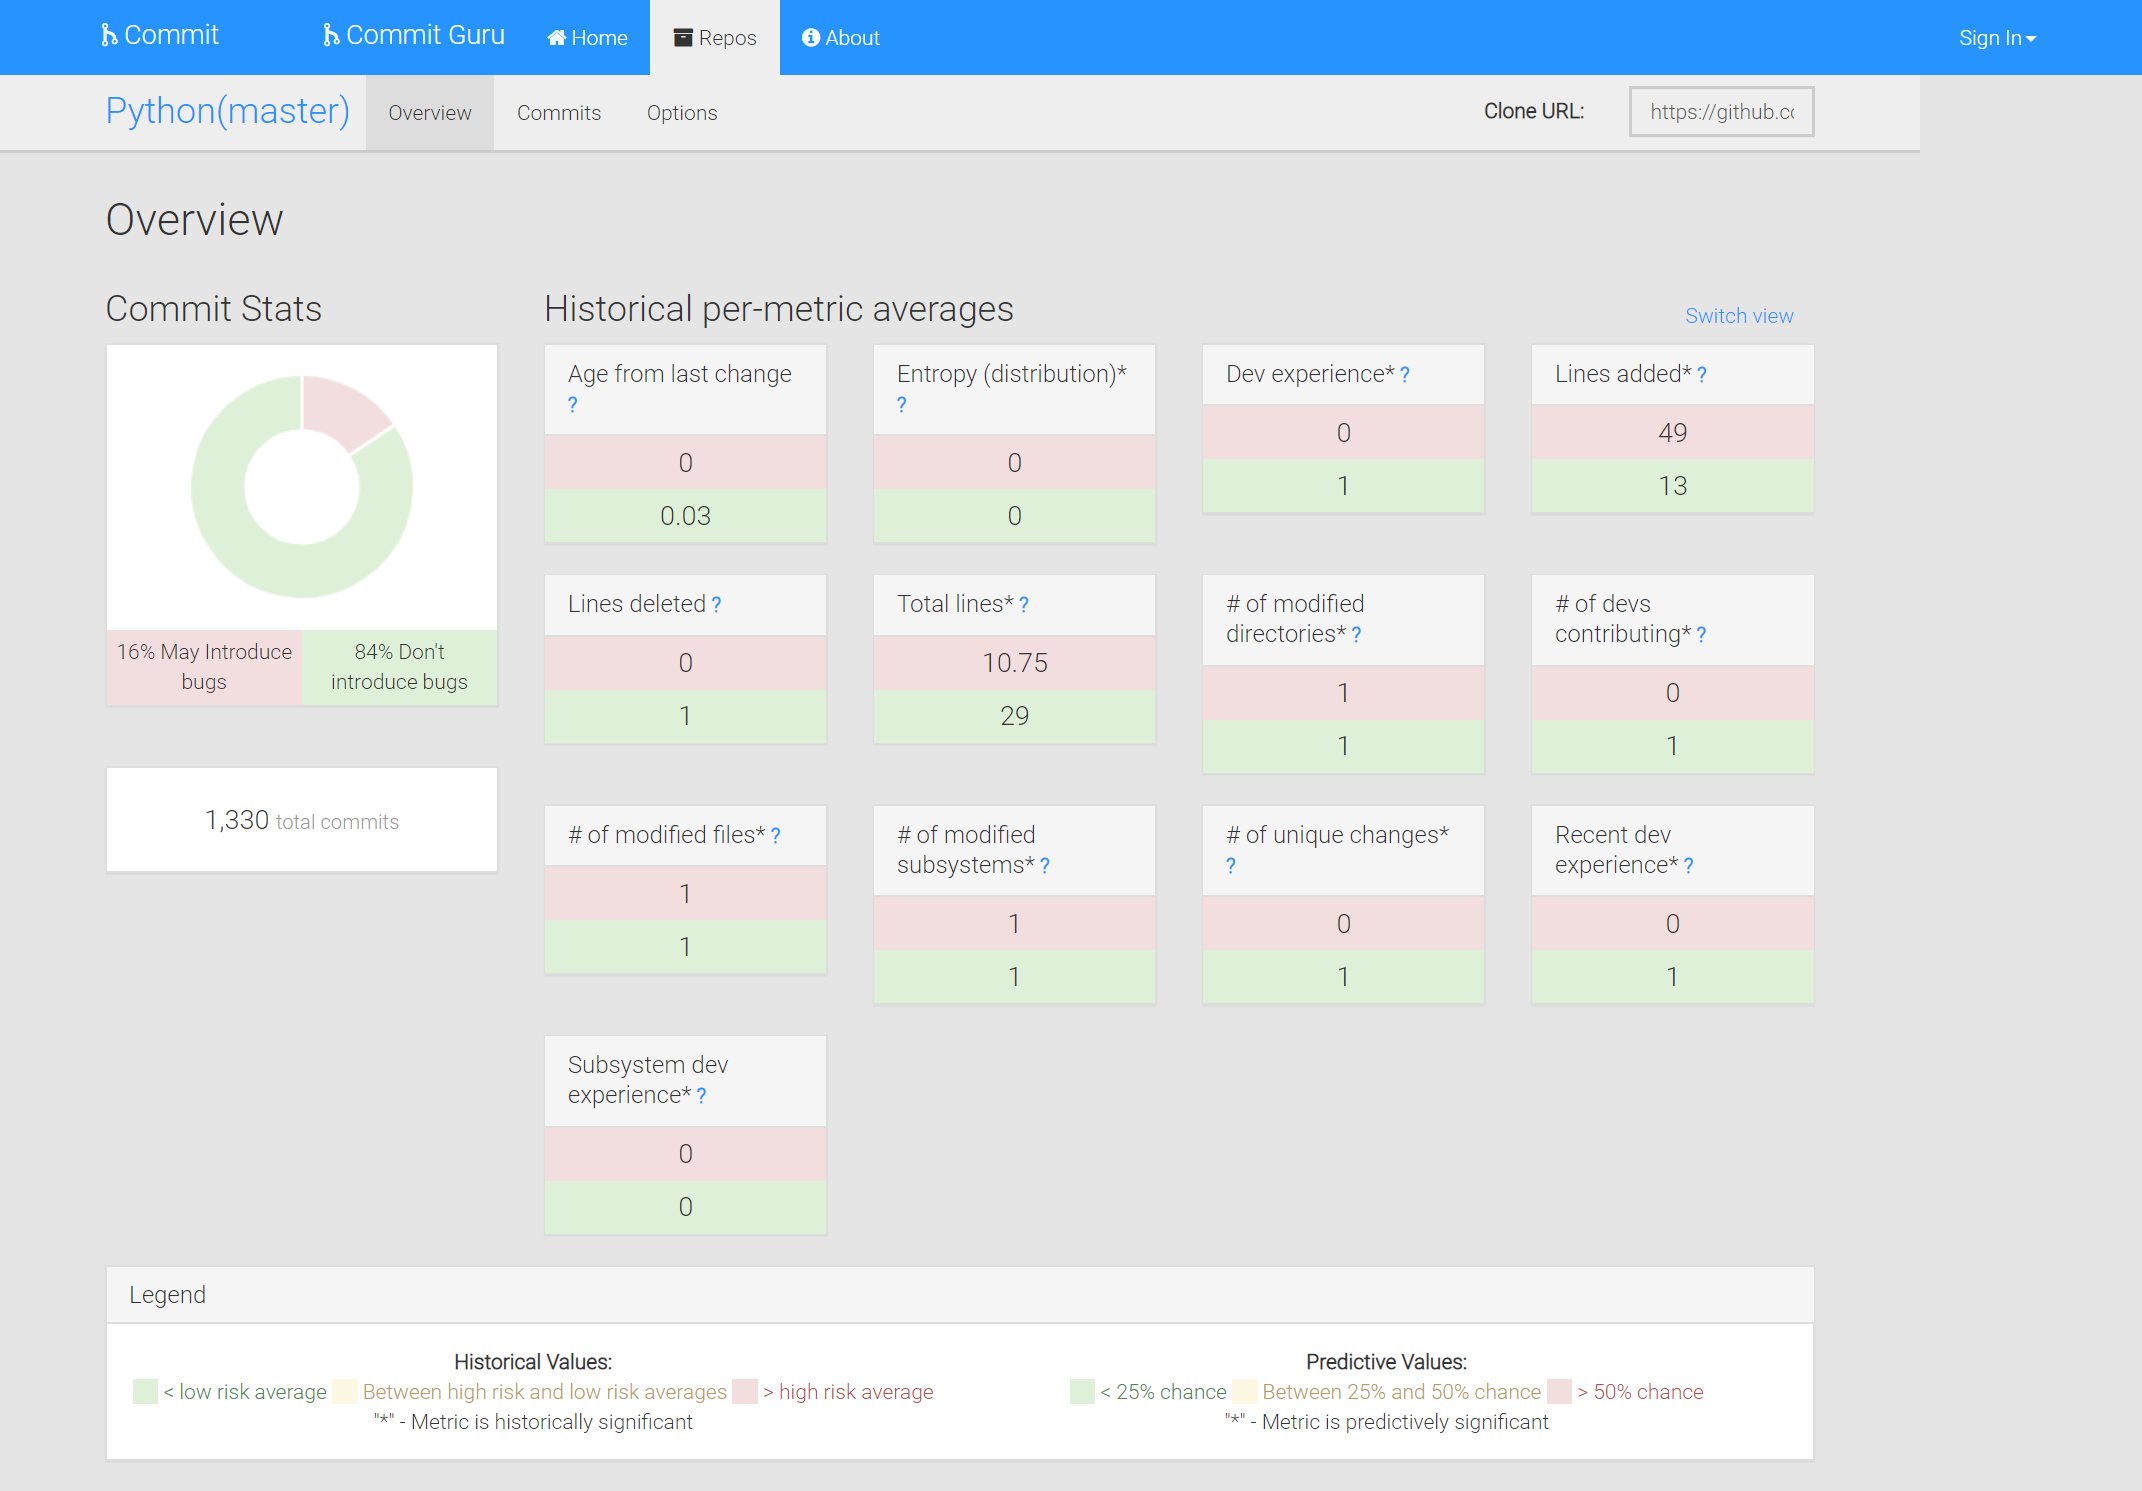 Commit
Commit Guru
Home
Repos
About
Sign In
Python(master)
Overview
Commits
Options
Clone URL:
https://github.co
Overview
Commit Stats
16% May Introduce
bugs
84% Don't
introduce bugs
1,330 total commits
Historical per-metric averages
Switch view
Age from last change
?
0
0.03
Entropy (distribution)*
?
0
0
Dev experience* ?
0
1
Lines added* ?
49
13
Lines deleted ?
0
1
Total lines* ?
10.75
29
# of modified
directories* ?
1
1
# of devs
contributing* ?
0
1
# of modified files* ?
1
1
# of modified
subsystems* ?
1
1
# of unique changes*
?
0
1
Recent dev
experience* ?
0
1
Subsystem dev
experience* ?
0
0
Legend
Historical Values:
< low risk average Between high risk and low risk averages > high risk average
"*" - Metric is historically significant
Predictive Values:
< 25% chance Between 25% and 50% chance > 50% chance
"*" - Metric is predictively significant